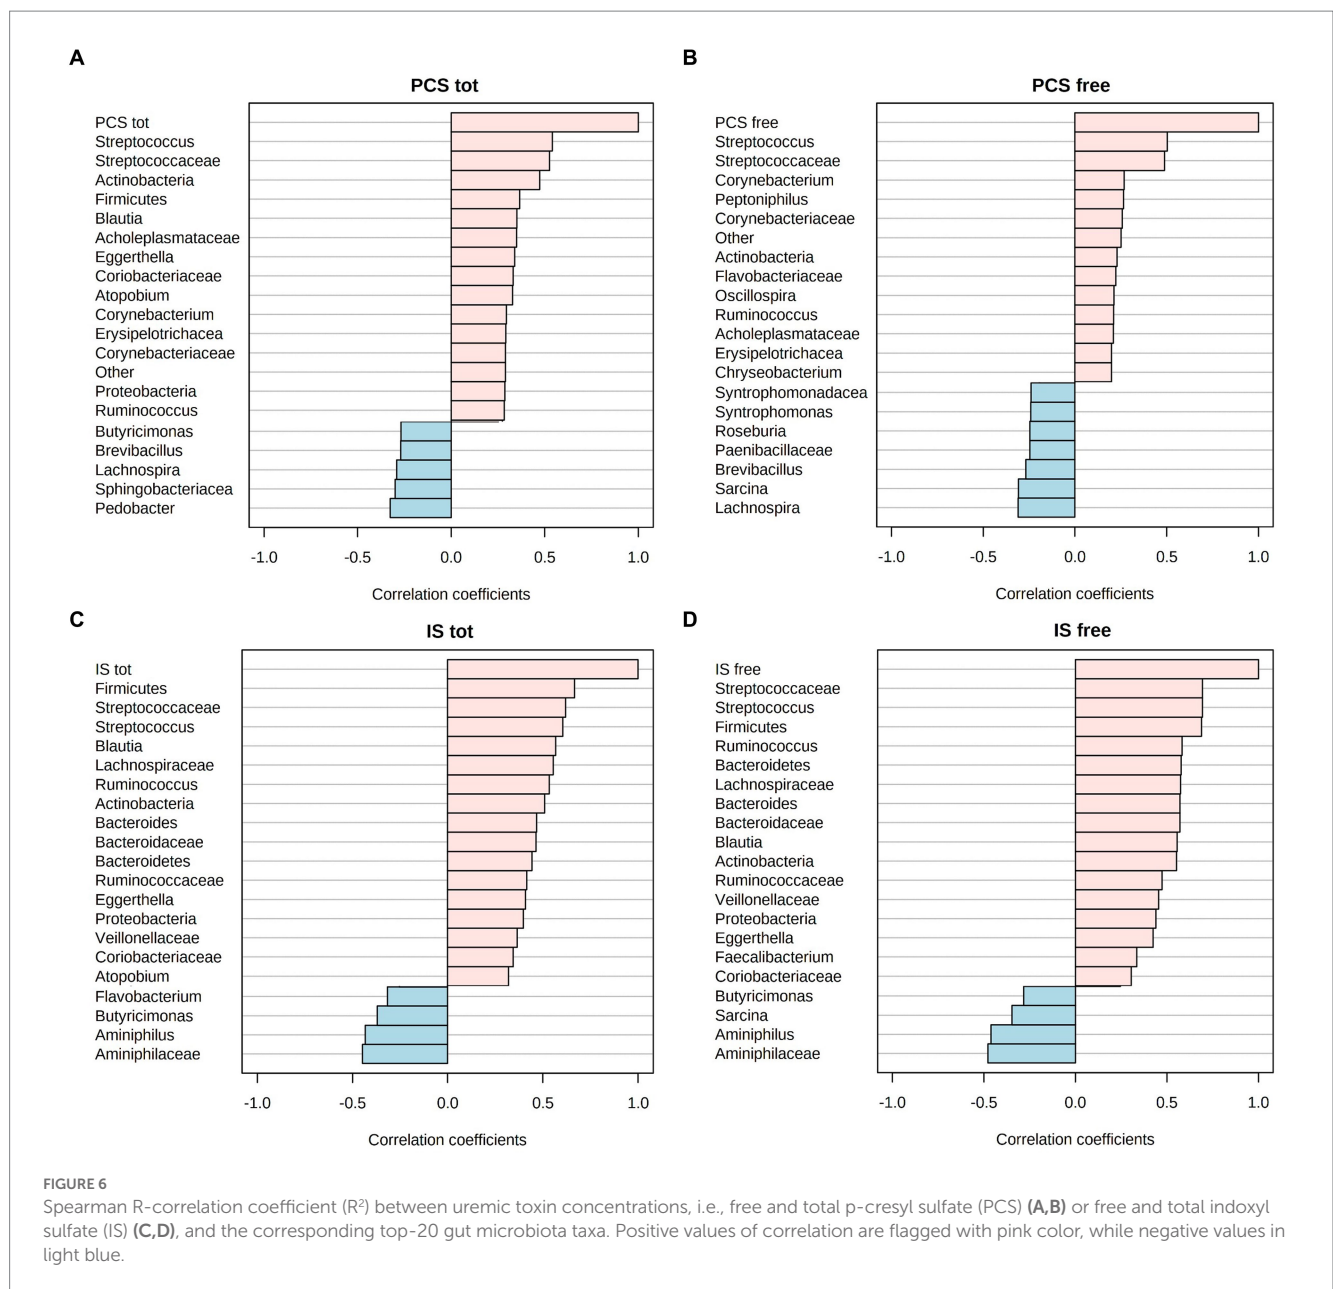 A
PCS tot
PCS tot
Streptococcus
Streptococcaceae
Actinobacteria
Firmicutes
Blautia
Acholeplasmataceae
Eggerthella
Coriobacteriaceae
Atopobium
Corynebacterium
Erysipelotrichacea
Corynebacteriaceae
Other
Proteobacteria
Ruminococcus
Butyricimonas
Brevibacillus
Lachnospira
Sphingobacteriacea
Pedobacter
-1.0 -0.5 0.0 0.5 1.0
Correlation coefficients
B
PCS free
PCS free
Streptococcus
Streptococcaceae
Corynebacterium
Peptoniphilus
Corynebacteriaceae
Other
Actinobacteria
Flavobacteriaceae
Oscillospira
Ruminococcus
Acholeplasmataceae
Erysipelotrichacea
Chryseobacterium
Syntrophomonadacea
Syntrophomonas
Roseburia
Paenibacillaceae
Brevibacillus
Sarcina
Lachnospira
-1.0 -0.5 0.0 0.5 1.0
Correlation coefficients
C
IS tot
IS tot
Firmicutes
Streptococcaceae
Streptococcus
Blautia
Lachnospiraceae
Ruminococcus
Actinobacteria
Bacteroides
Bacteroidaceae
Bacteroidetes
Ruminococcaceae
Eggerthella
Proteobacteria
Veillonellaceae
Coriobacteriaceae
Atopobium
Flavobacterium
Butyricimonas
Aminiphilus
Aminiphilaceae
-1.0 -0.5 0.0 0.5 1.0
Correlation coefficients
D
IS free
IS free
Streptococcaceae
Streptococcus
Firmicutes
Ruminococcus
Bacteroidetes
Lachnospiraceae
Bacteroides
Bacteroidaceae
Blautia
Actinobacteria
Ruminococcaceae
Veillonellaceae
Proteobacteria
Eggerthella
Faecalibacterium
Coriobacteriaceae
Butyricimonas
Sarcina
Aminiphilus
Aminiphilaceae
-1.0 -0.5 0.0 0.5 1.0
Correlation coefficients
FIGURE 6
Spearman R-correlation coefficient (R²) between uremic toxin concentrations, i.e., free and total p-cresyl sulfate (PCS) (A,B) or free and total indoxyl
sulfate (IS) (C,D), and the corresponding top-20 gut microbiota taxa. Positive values of correlation are flagged with pink color, while negative values in
light blue.